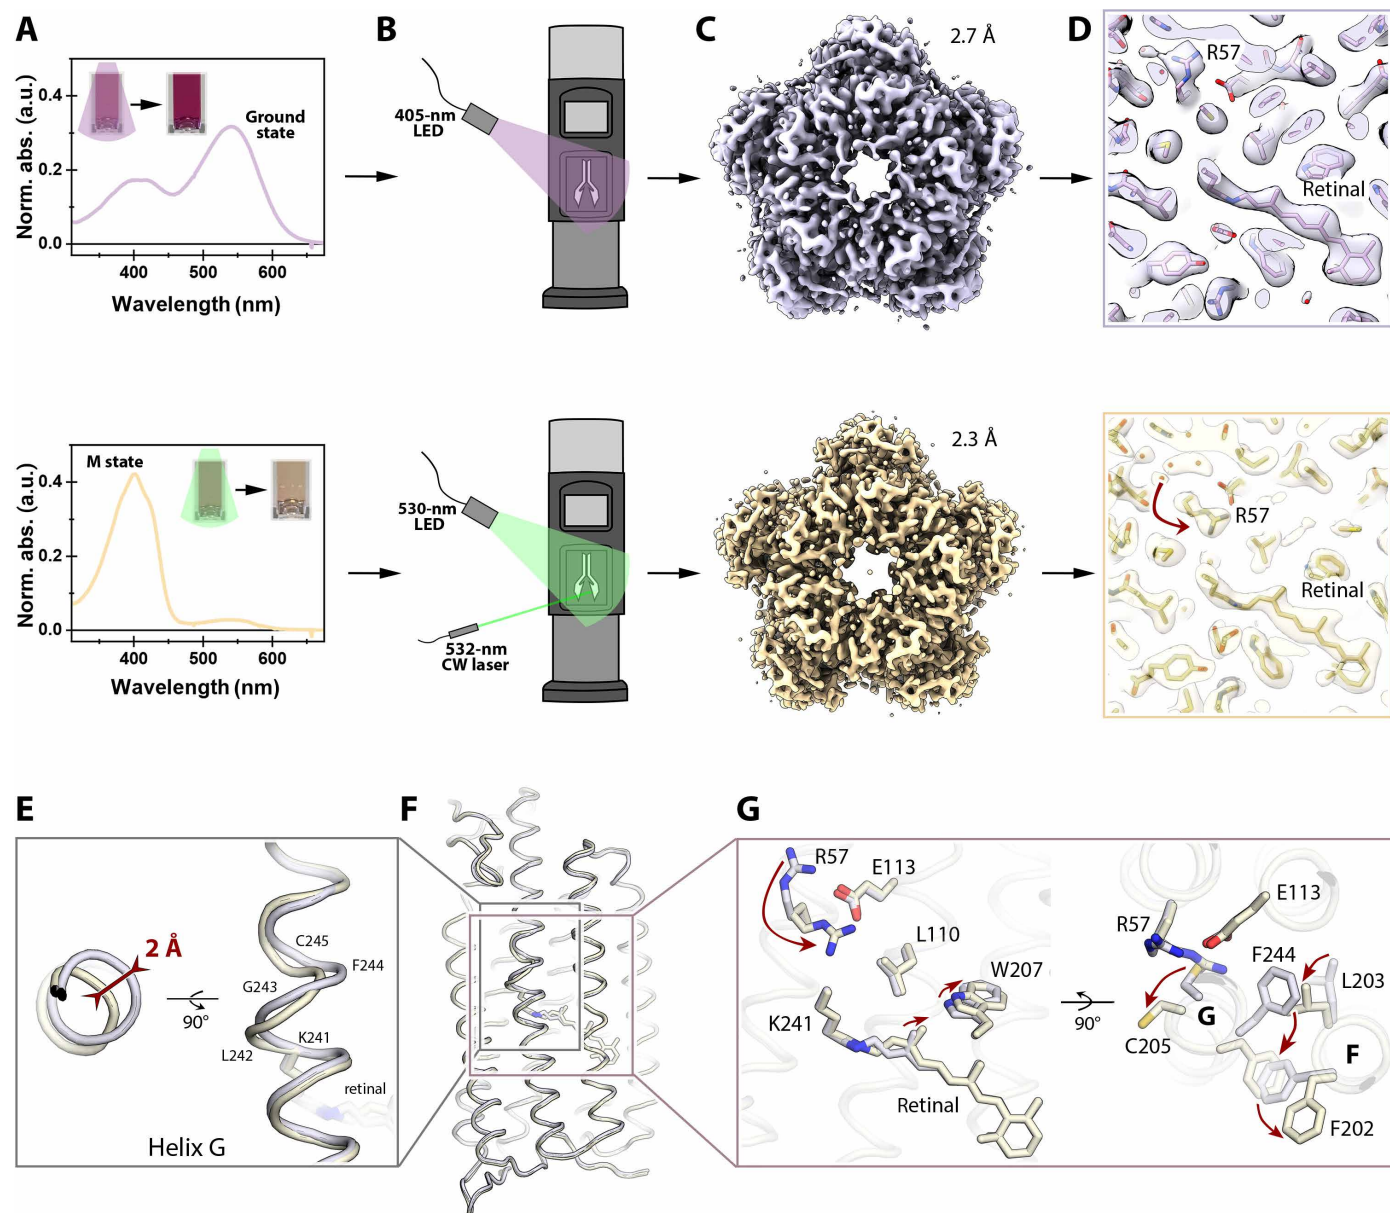 A
B
C
D
Norm. abs. (a.u.)
0.4
0.2
0.0
Ground
state
400
500
600
Wavelength (nm)
405-nm
LED
2.7 Å
R57
Retinal
Norm. abs. (a.u.)
0.4
0.2
0.0
M state
400
500
600
Wavelength (nm)
530-nm
LED
532-nm
CW laser
2.3 Å
R57
Retinal
E
F
G
2 Å
90°
C245
F244
G243
K241
L242
retinal
Helix G
R57
E113
L110
W207
K241
Retinal
90°
E113
R57
F244
L203
G
C205
F
F202